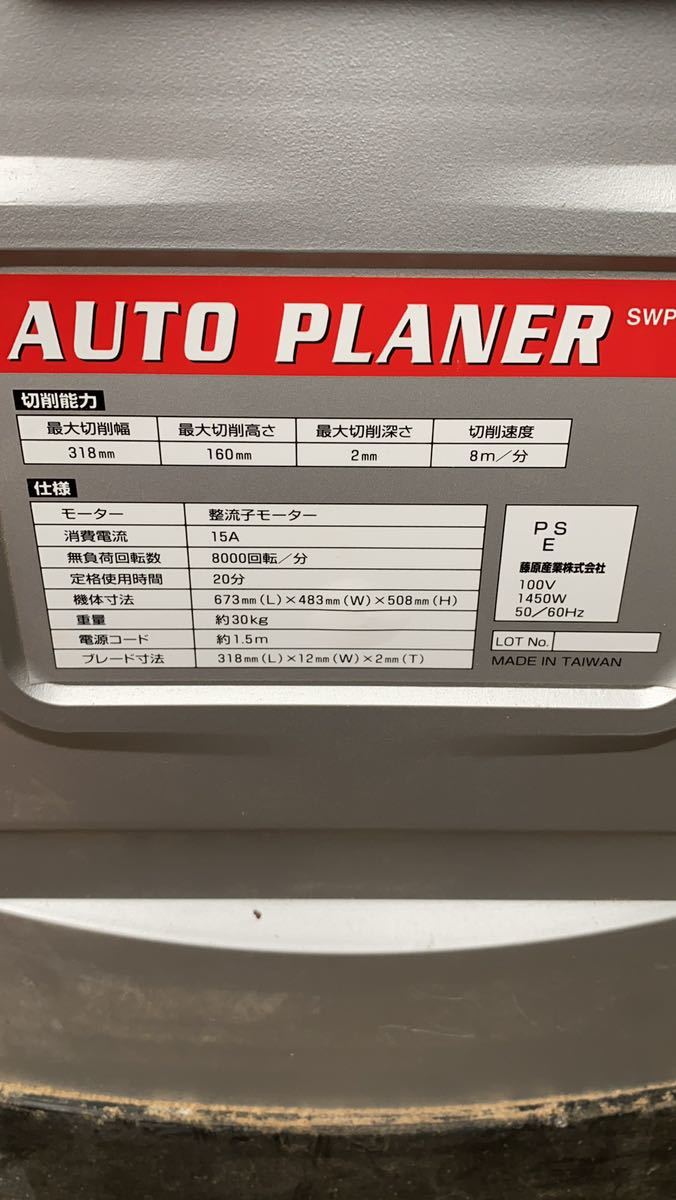 AUTO PLANER SWP
切削能力
最大切削幅 最大切削高さ 最大切削深さ 切削速度
318mm 160mm 2mm 8m/分
仕様
モーター 整流子モーター
消費電流 15A
無負荷回転数 8000回転/分
定格使用時間 20分
機体寸法 673mm(L)×483mm(W)×508mm(H)
重量 約30kg
電源コード 約1.5m
ブレード寸法 318mm(L)×12mm(W)×2mm(T)
P S
E
藤原産業株式会社
100V
1450W
50/60Hz
LOT No.
MADE IN TAIWAN